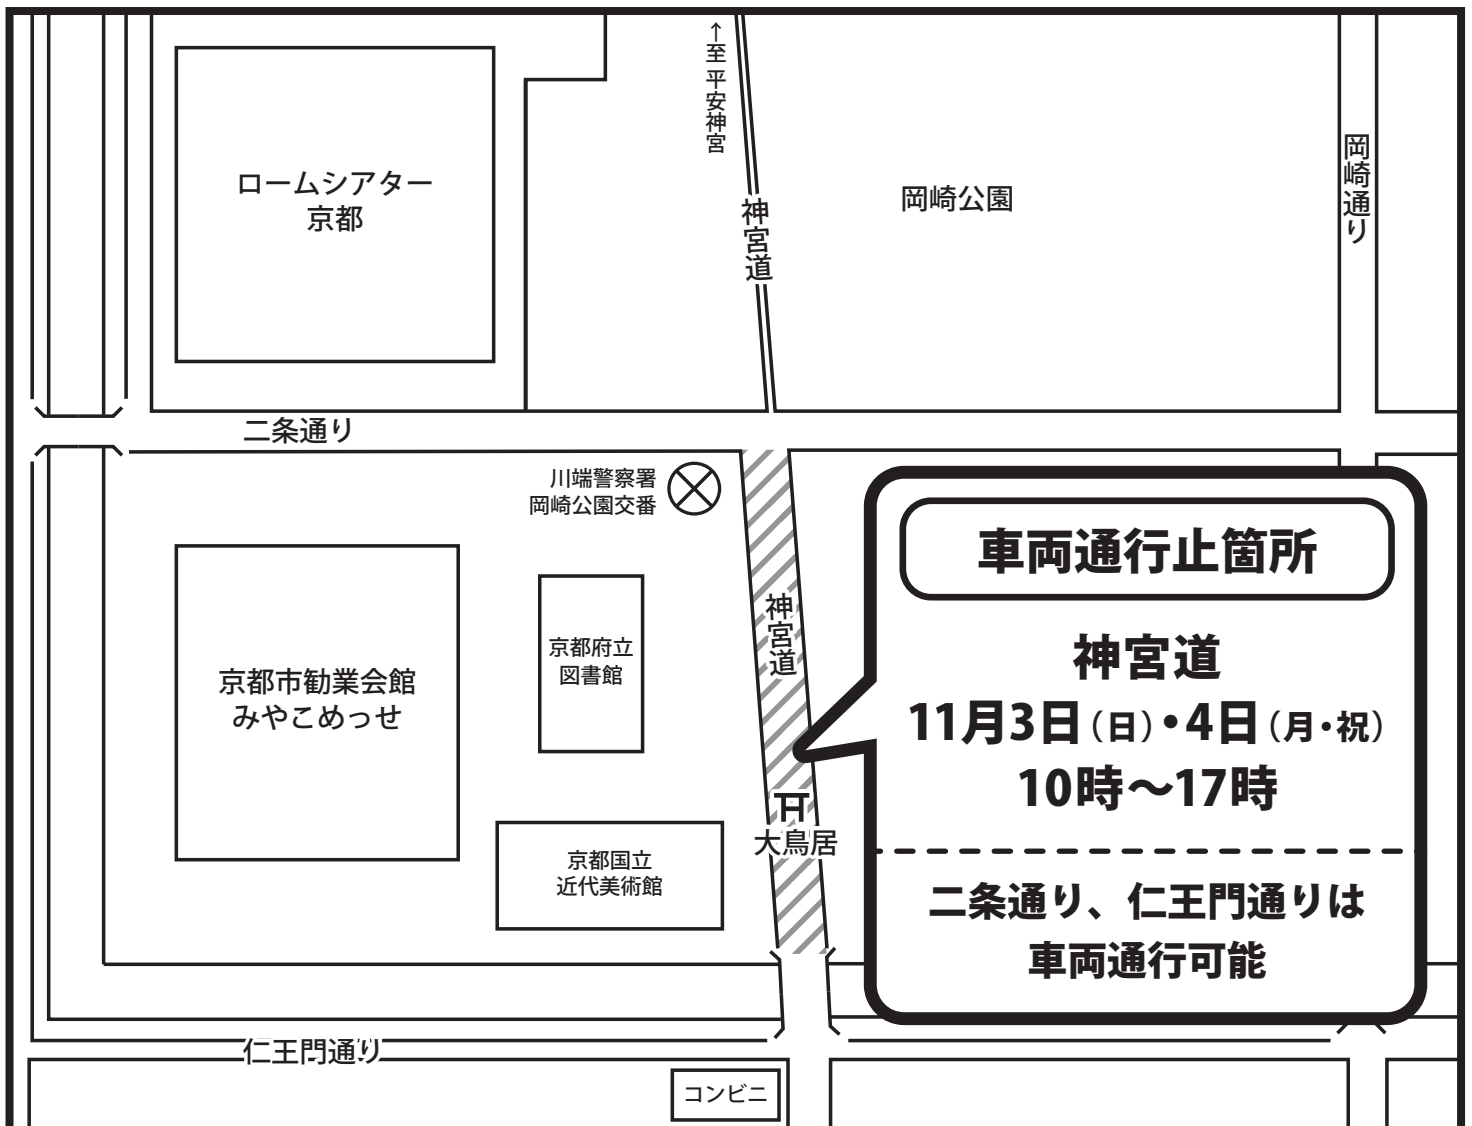 ↑至 平安神宮
ロームシアター
京都
神宮道
岡崎公園
岡崎通り
二条通り
川端警察署
岡崎公園交番
京都市勧業会館
みやこめっせ
京都府立
図書館
神宮道
大鳥居
京都国立
近代美術館
車両通行止箇所
神宮道
11月3日（日）・4日（月・祝）
10時～17時
二条通り、仁王門通りは
車両通行可能
仁王門通り
コンビニ